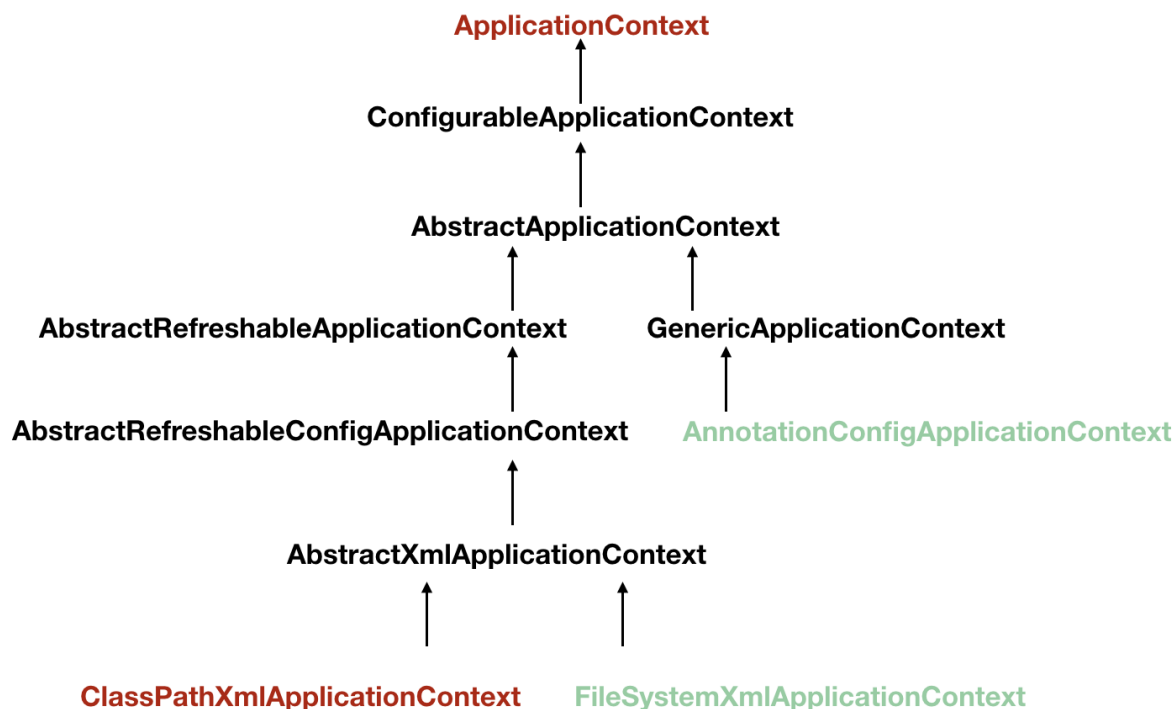 ApplicationContext
ConfigurableApplicationContext
AbstractApplicationContext
AbstractRefreshableApplicationContext
GenericApplicationContext
AbstractRefreshableConfigApplicationContext
AnnotationConfigApplicationContext
AbstractXmlApplicationContext
ClassPathXmlApplicationContext
FileSystemXmlApplicationContext